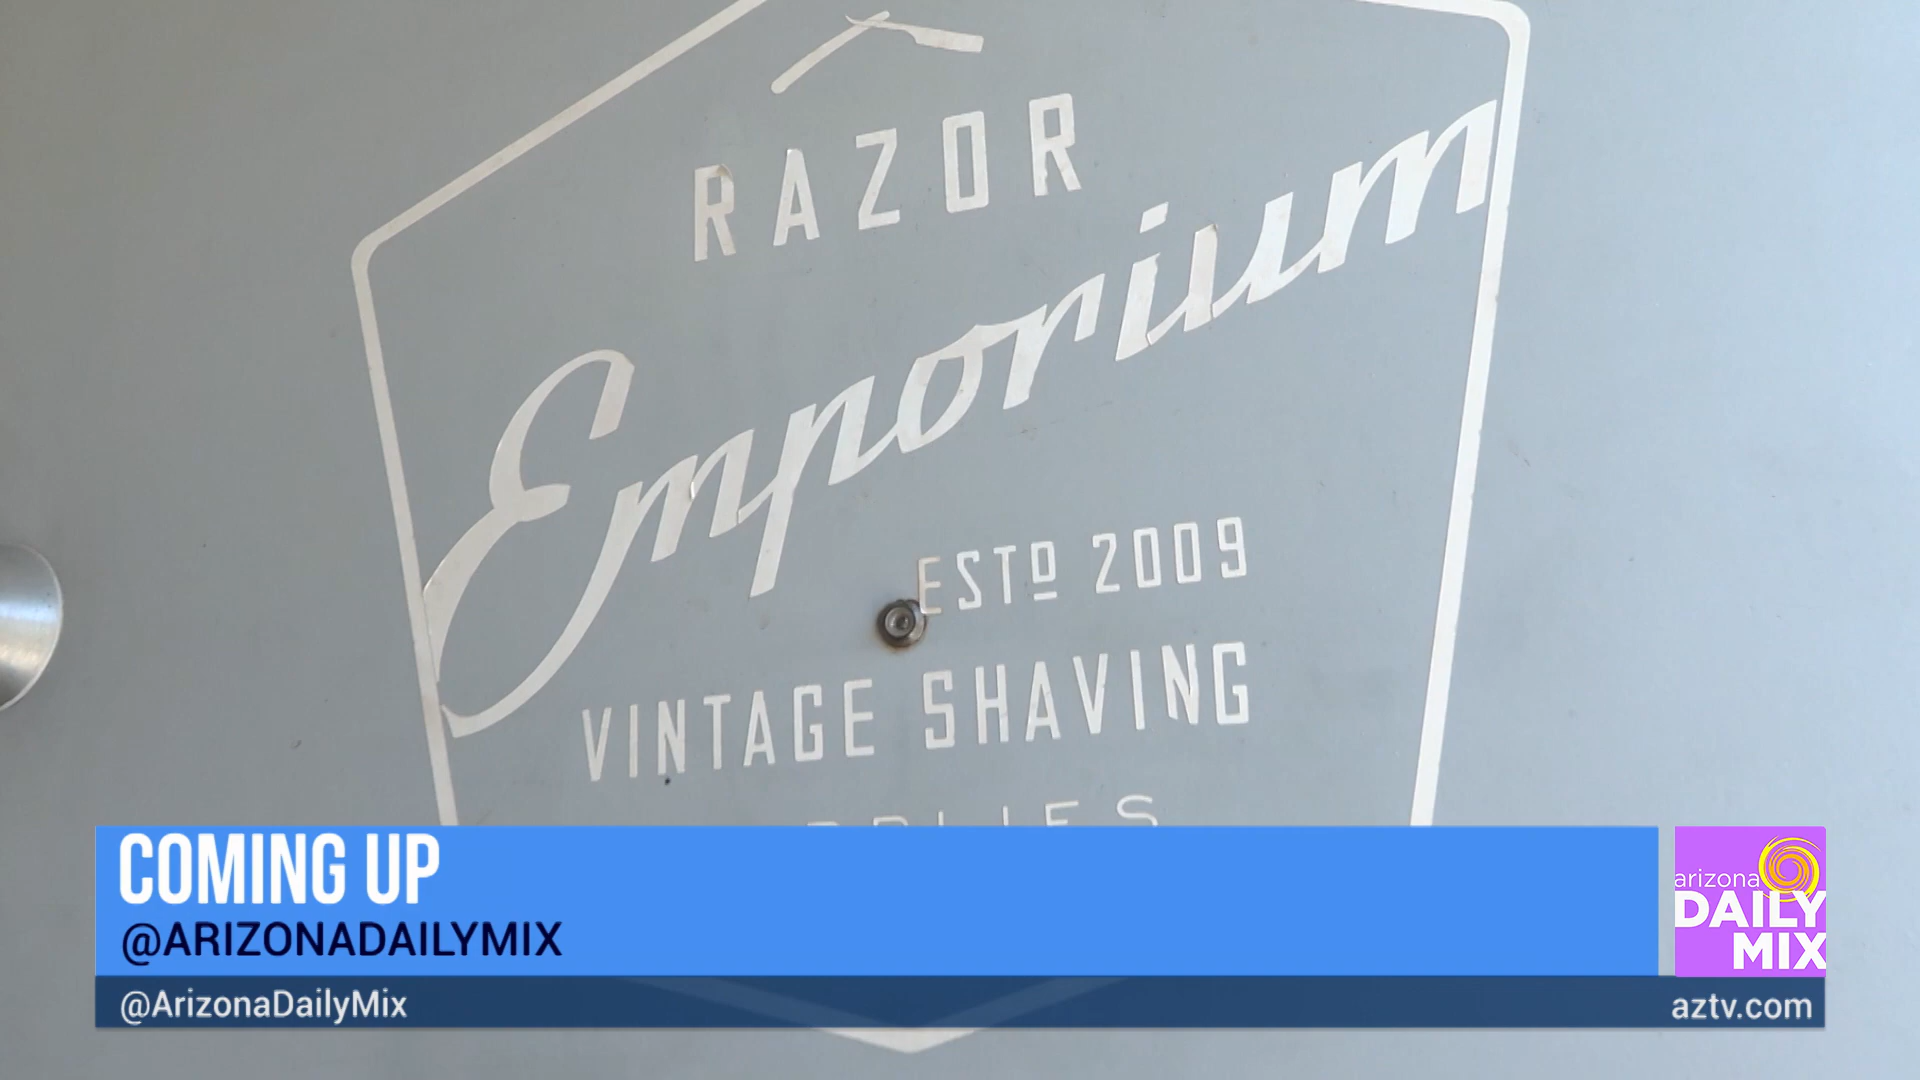 RAZOR
Emporium
ESTO 2009
VINTAGE SHAVING
COMING UP
@ARIZONADAILYMIX
@ArizonaDailyMix
aztv.com
arizona
DAILY
MIX